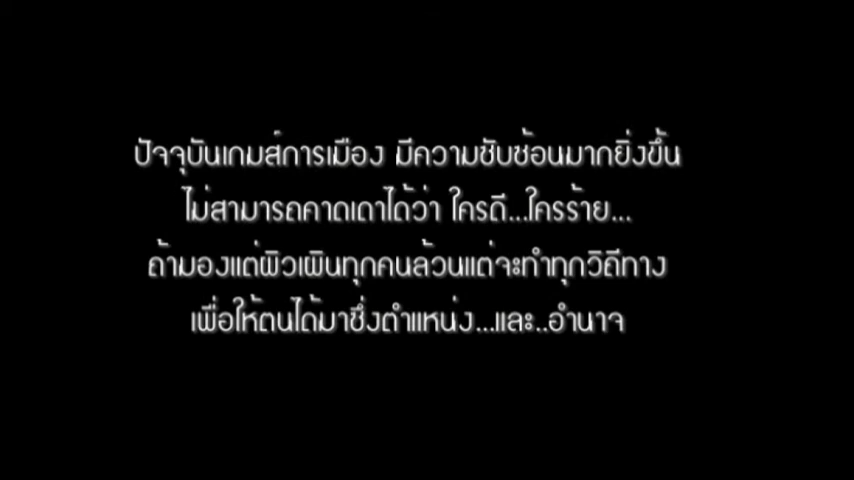 ปัจจุบันเกมส์การเมือง มีความซับซ้อนมากยิ่งขึ้น
ไม่สามารถคาดเดาได้ว่า ใครดี...ใครร้าย...
ถ้ามองแต่ผิวเผินทุกคนล้วนแต่จะทำทุกวิถีทาง
เพื่อให้ตนได้มาซึ่งตำแหน่ง...และ..อำนาจ